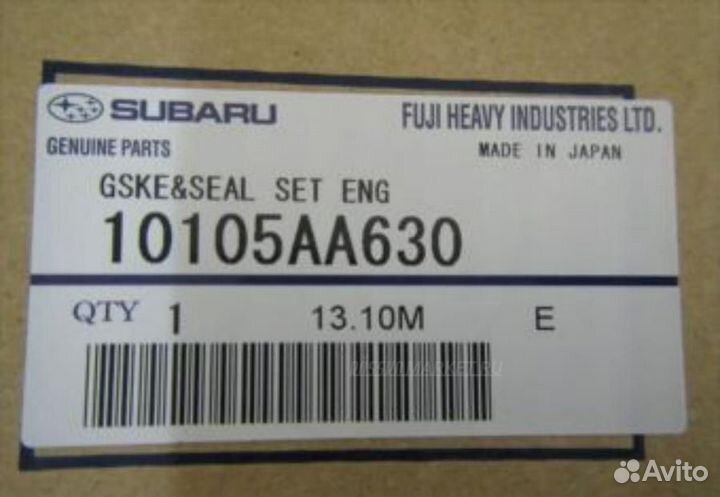 SUBARU
FUJI HEAVY INDUSTRIES LTD.
GENUINE PARTS
MADE IN JAPAN
GSKE&SEAL SET ENG
10105AA630
QTY 1 13.10M E
Avito